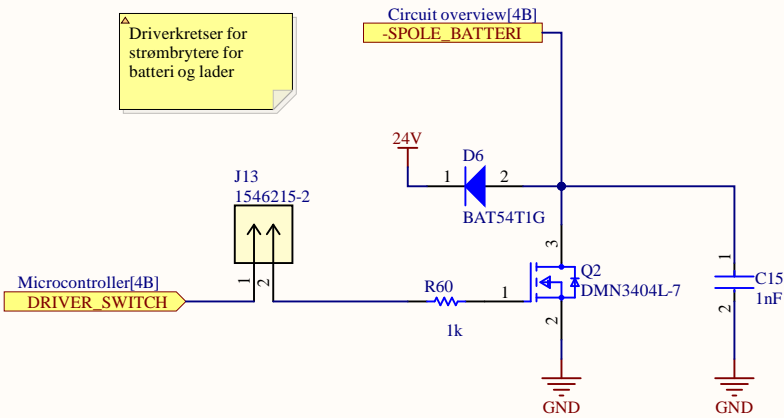 Driverkretser for
strømbrytere for
batteri og lader
Circuit overview[4B]
-SPOLE_BATTERI
24V
D6
1
2
BAT54T1G
J13
1546215-2
1
2
Microcontroller[4B]
DRIVER_SWITCH
R60
1k
1
3
Q2
DMN3404L-7
2
1
C15
1nF
2
GND
GND